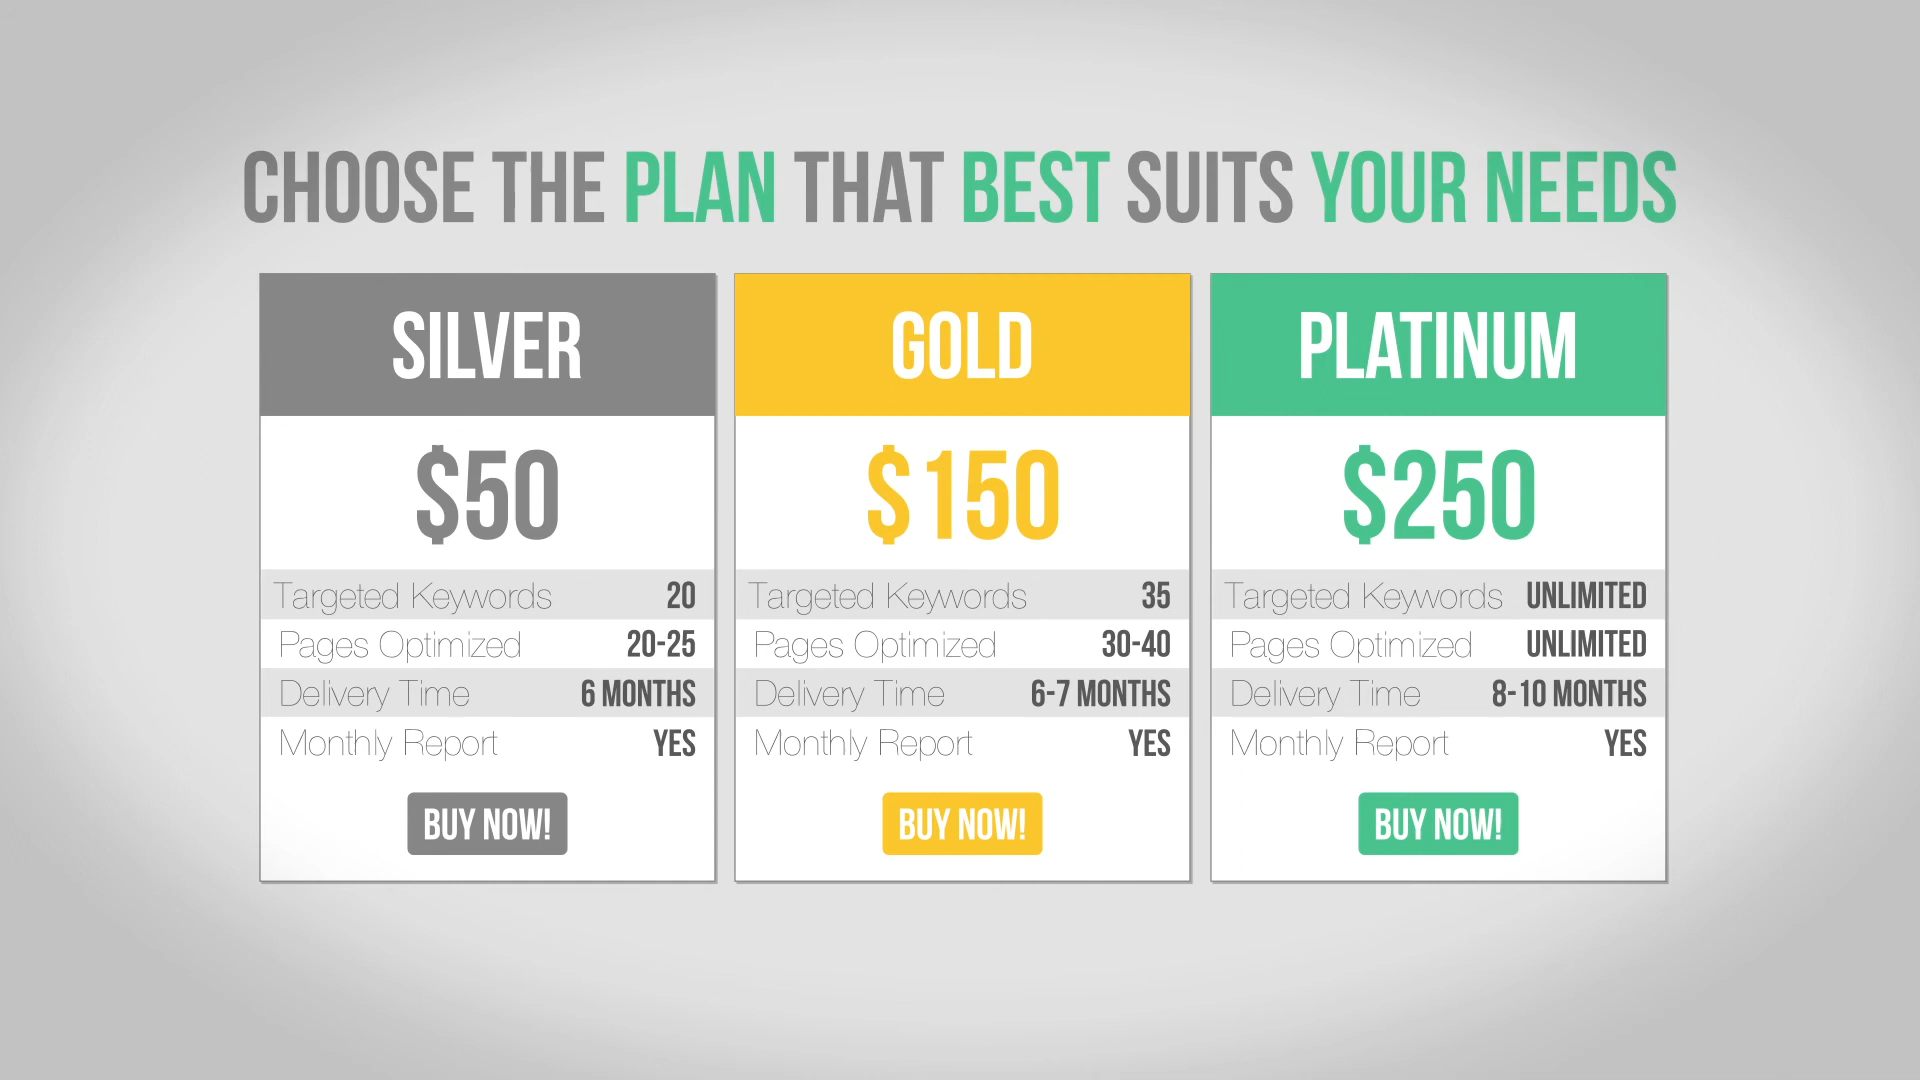 CHOOSE THE PLAN THAT BEST SUITS YOUR NEEDS
SILVER
$50
Targeted Keywords 20
Pages Optimized 20-25
Delivery Time 6 MONTHS
Monthly Report YES
BUY NOW!
GOLD
$150
Targeted Keywords 35
Pages Optimized 30-40
Delivery Time 6-7 MONTHS
Monthly Report YES
BUY NOW!
PLATINUM
$250
Targeted Keywords UNLIMITED
Pages Optimized UNLIMITED
Delivery Time 8-10 MONTHS
Monthly Report YES
BUY NOW!